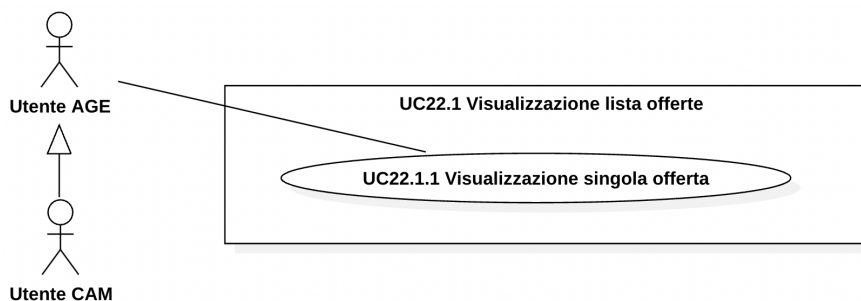 Utente AGE
UC22.1 Visualizzazione lista offerte
UC22.1.1 Visualizzazione singola offerta
Utente CAM